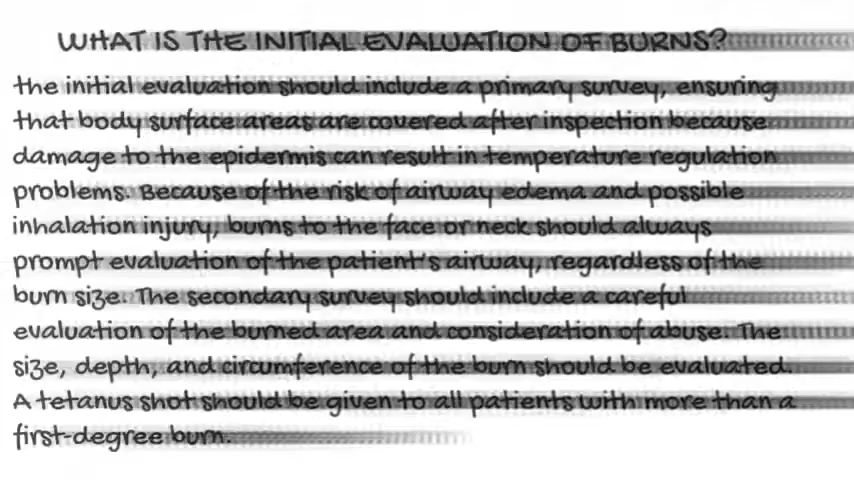 WHAT IS THE INITIAL EVALUATION OF BURNS?
the initial evaluation should include a primary survey, ensuring
that body surface areas are covered after inspection because
damage to the epidermis can result in temperature regulation
problems. Because of the risk of airway edema and possible
inhalation injury, burns to the face or neck should always
prompt evaluation of the patient's airway, regardless of the
burn size. The secondary survey should include a careful
evaluation of the burned area and consideration of abuse. The
size, depth, and circumference of the burn should be evaluated.
A tetanus shot should be given to all patients with more than a
first-degree burn.